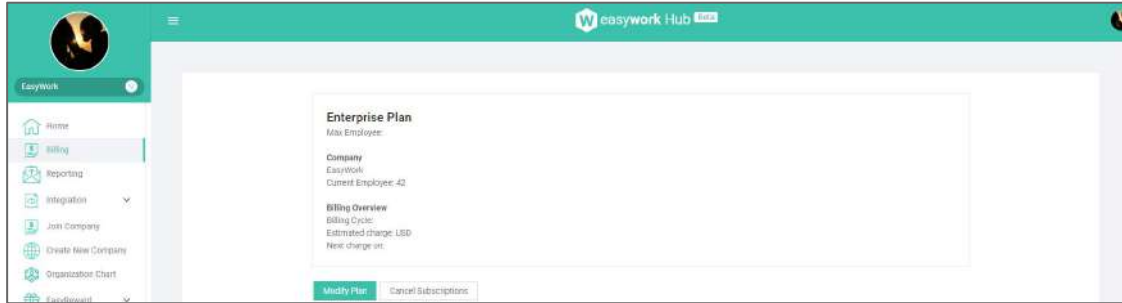 W easywork Hub Beta
EasyWork
Home
Billing
Reporting
Integration
Join Company
Create New Company
Organization Chart
EasyReward
Enterprise Plan
Max Employee:
Company
EasyWork
Current Employee: 42
Billing Overview
Billing Cycle:
Estimated charge: USD
Next charge on:
Modify Plan
Cancel Subscriptions